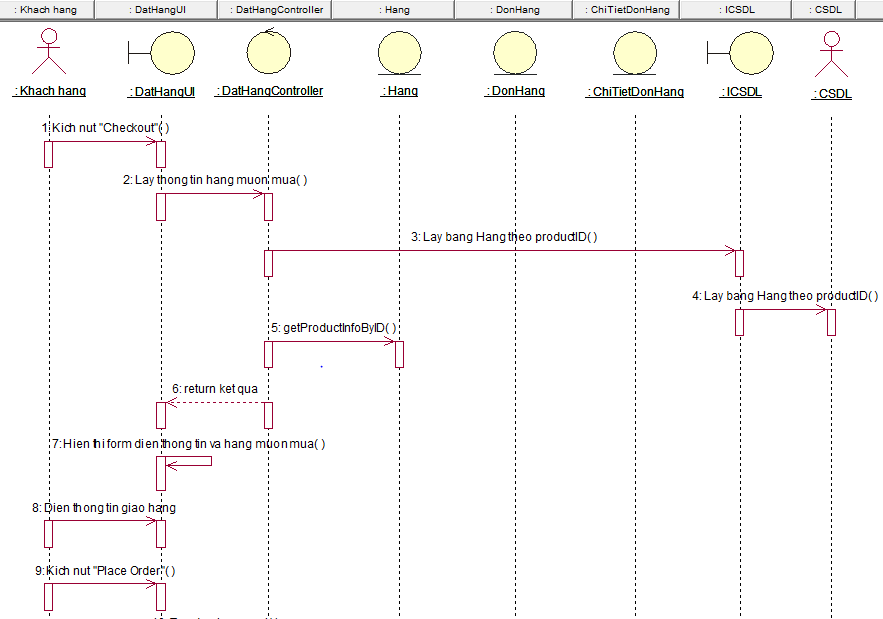 : Khach hang : DatHangUI : DatHangController : Hang : DonHang : ChiTietDonHang : ICSDL : CSDL
: Khach hang : DatHangUI : DatHangController : Hang : DonHang : ChiTietDonHang : ICSDL : CSDL
1: Kich nut "Checkout"( )
2: Lay thong tin hang muon mua( )
3: Lay bang Hang theo productID( )
4: Lay bang Hang theo productID( )
5: getProductInfoByID( )
6: return ket qua
7: Hien thi form dien thong tin va hang muon mua( )
8: Dien thong tin giao hang
9: Kich nut "Place Order"( )